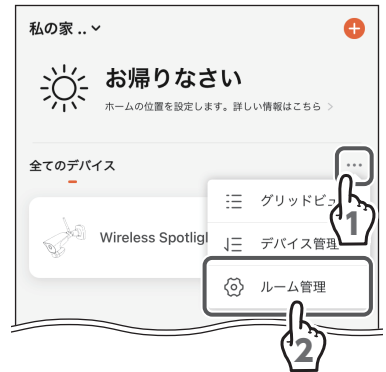 私の家 ..
お帰りなさい
ホームの位置を設定します。詳しい情報はこちら >
全てのデバイス
...
グリッドビュ
1
Wireless Spotligl
デバイス管理
ルーム管理
2